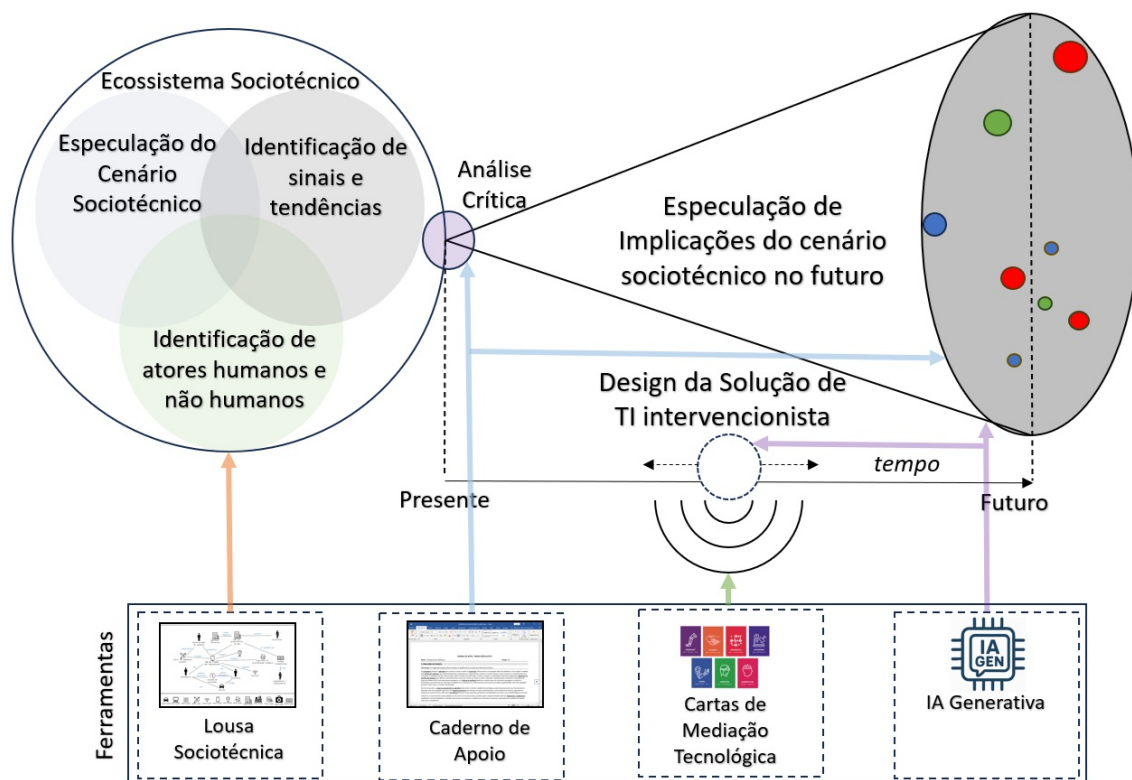 Ecossistema Sociotécnico
Especulação do
Cenário
Sociotécnico
Identificação de
sinais e
tendências
Identificação de
atores humanos e
não humanos
Análise
Crítica
Especulação de
Implicações do cenário
sociotécnico no futuro
Design da Solução de
TI intervencionista
tempo
Presente
Futuro
Ferramentas
Lousa
Sociotécnica
Caderno de
Apoio
Cartas de
Mediação
Tecnológica
IA
GEN
IA Generativa